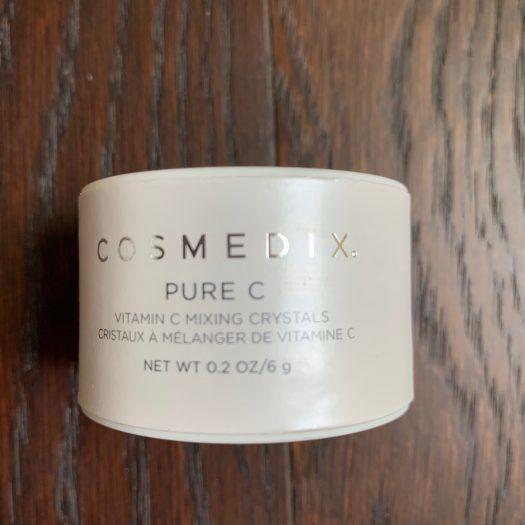 COSMEDIX.
PURE C
VITAMIN C MIXING CRYSTALS
CRISTAUX À MÉLANGER DE VITAMINE C
NET WT 0.2 OZ/6 g